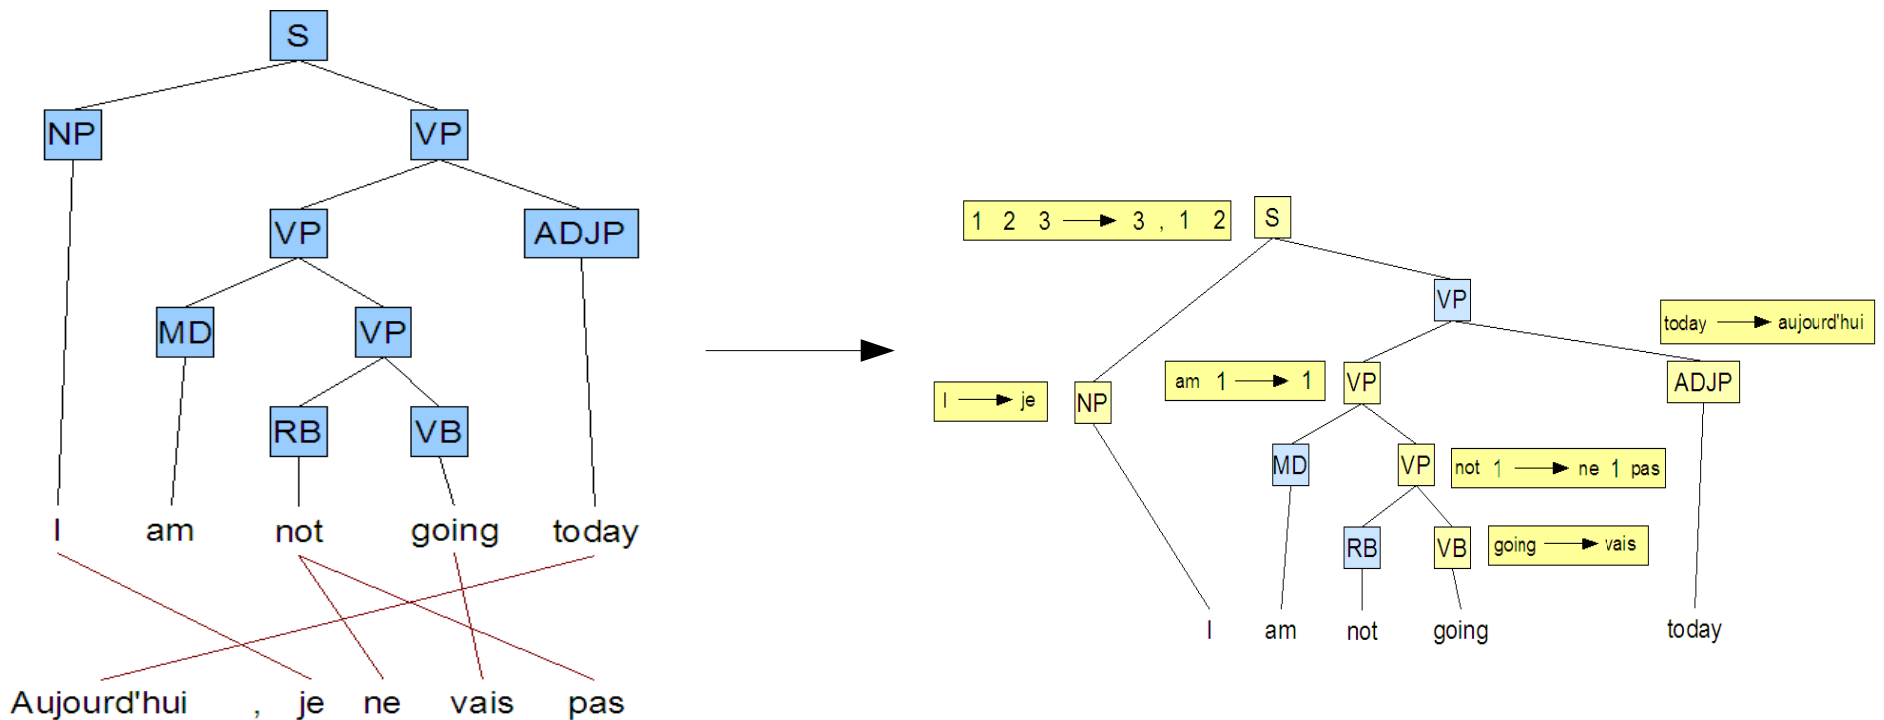 S
NP VP
VP ADJP
MD VP
RB VB
I am not going today
Aujourd'hui , je ne vais pas
1 2 3 3 , 1 2 S
VP
today aujourd'hui
I je NP am 1 1 VP ADJP
MD VP not 1 ne 1 pas
RB VB going vais
I am not going today